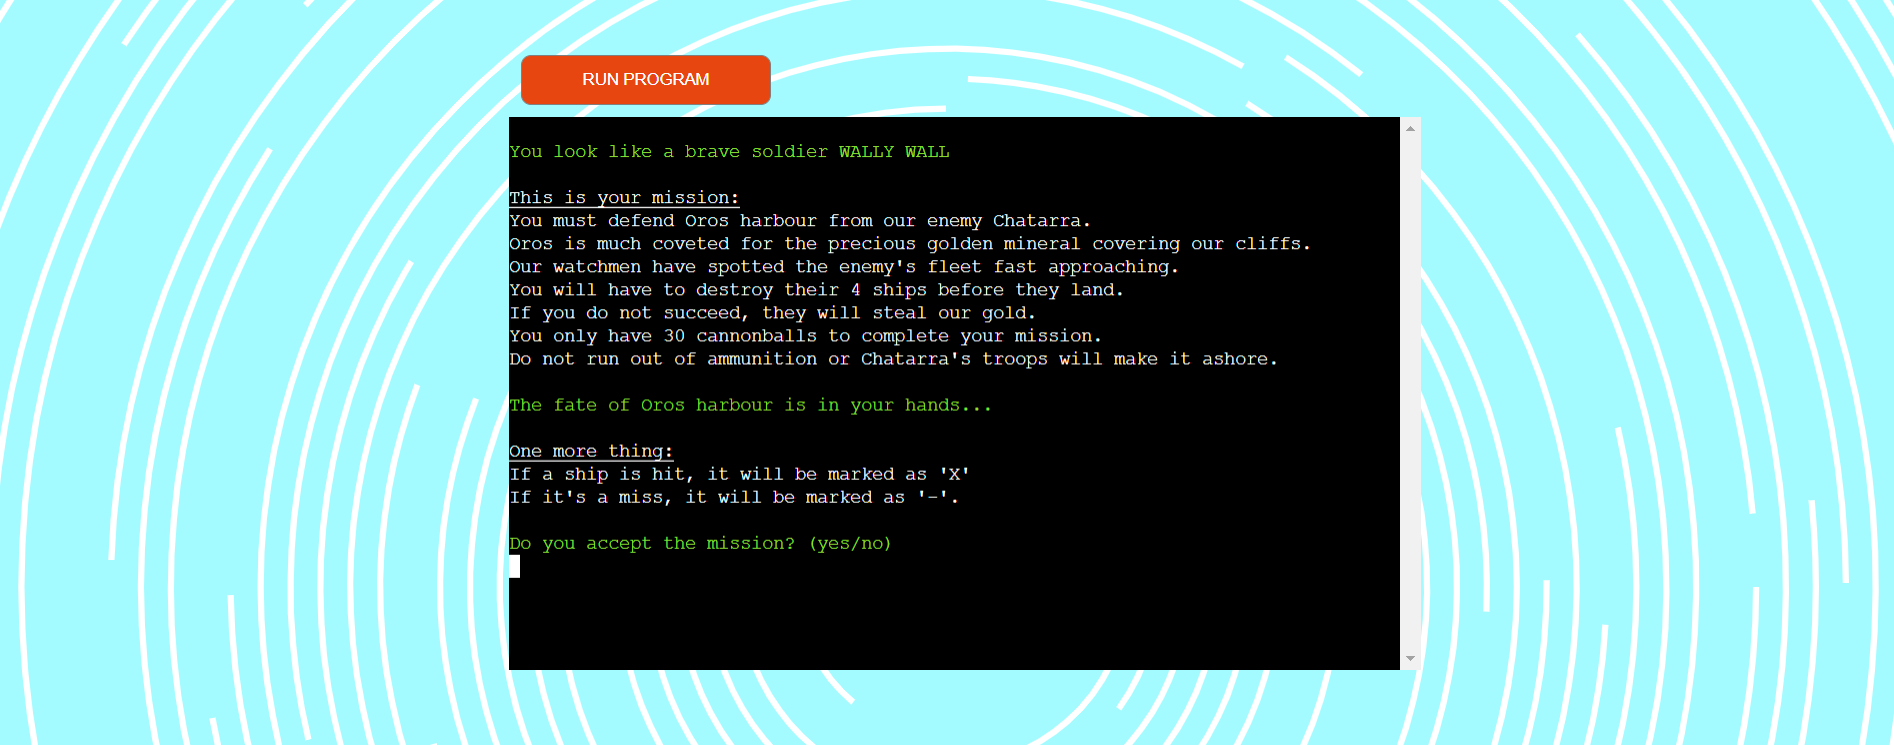 RUN PROGRAM
You look like a brave soldier WALLY WALL
This is your mission:
You must defend Oros harbour from our enemy Chatarra.
Oros is much coveted for the precious golden mineral covering our cliffs.
Our watchmen have spotted the enemy's fleet fast approaching.
You will have to destroy their 4 ships before they land.
If you do not succeed, they will steal our gold.
You only have 30 cannonballs to complete your mission.
Do not run out of ammunition or Chatarra's troops will make it ashore.
The fate of Oros harbour is in your hands...
One more thing:
If a ship is hit, it will be marked as 'X'
If it's a miss, it will be marked as '-'.
Do you accept the mission? (yes/no)